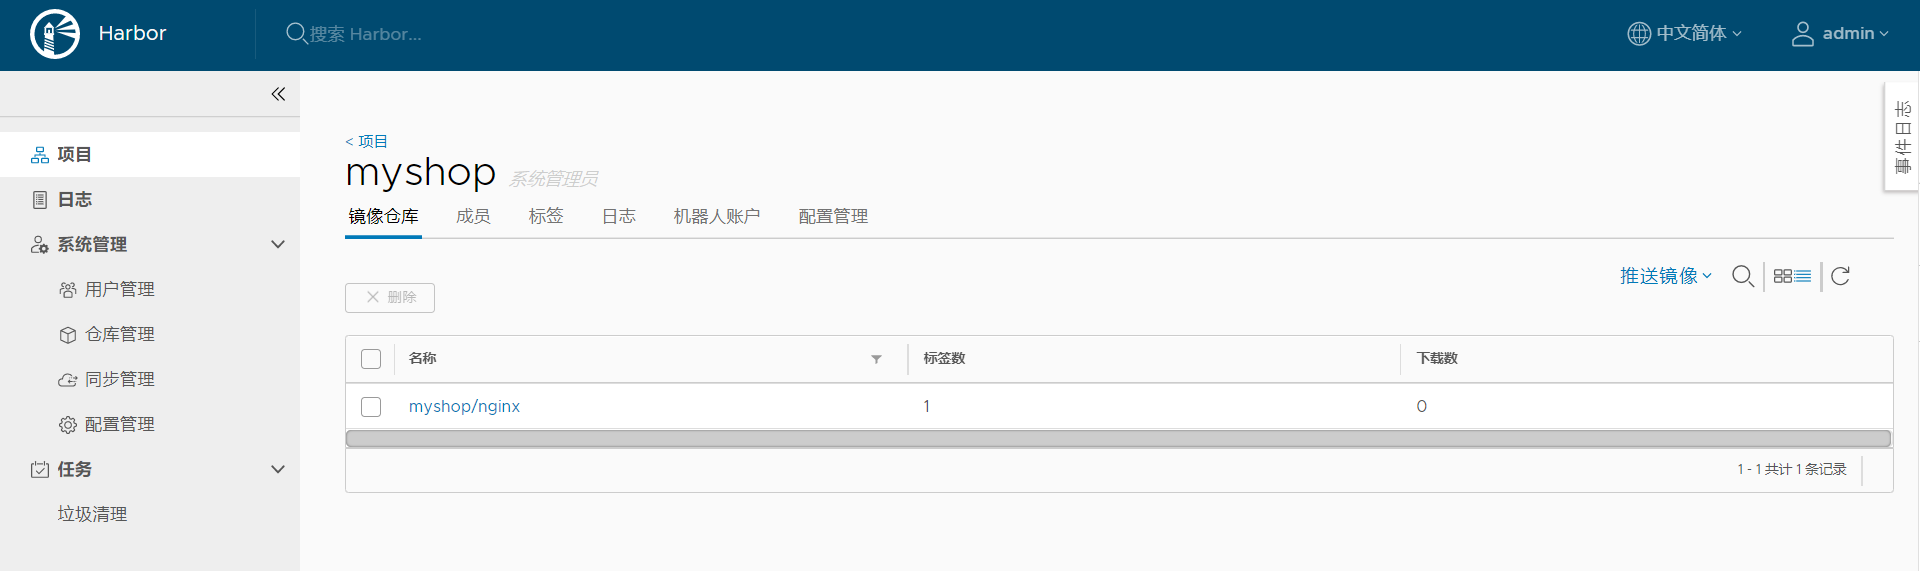 Harbor
搜索 Harbor...
中文简体
admin
事件日志
项目
日志
系统管理
用户管理
仓库管理
同步管理
配置管理
任务
垃圾清理
< 项目
myshop 系统管理员
镜像仓库 成员 标签 日志 机器人账户 配置管理
推送镜像
删除
名称 标签数 下载数
myshop/nginx 1 0
1 - 1 共计 1 条记录